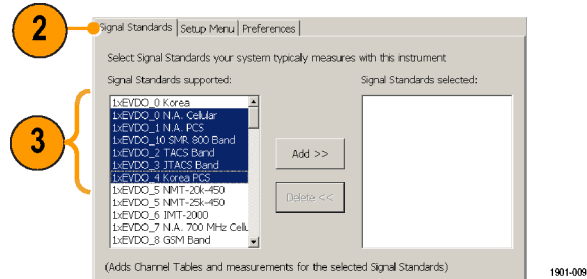 2
Signal Standards Setup Menu Preferences
Select Signal Standards your system typically measures with this instrument
Signal Standards supported: Signal Standards selected:
3
1xEVDO_0 Korea
1xEVDO_0 N.A. Cellular
1xEVDO_1 N.A. PCS
1xEVDO_10 SMR 800 Band
1xEVDO_2 TACS Band
1xEVDO_3 JTACS Band
1xEVDO_4 Korea PCS
1xEVDO_5 NMT-20k-450
1xEVDO_5 NMT-25k-450
1xEVDO_6 IMT-2000
1xEVDO_7 N.A. 700 MHz Cellu
1xEVDO_8 GSM Band
Add >>
Delete <<
(Adds Channel Tables and measurements for the selected Signal Standards)
1901-009